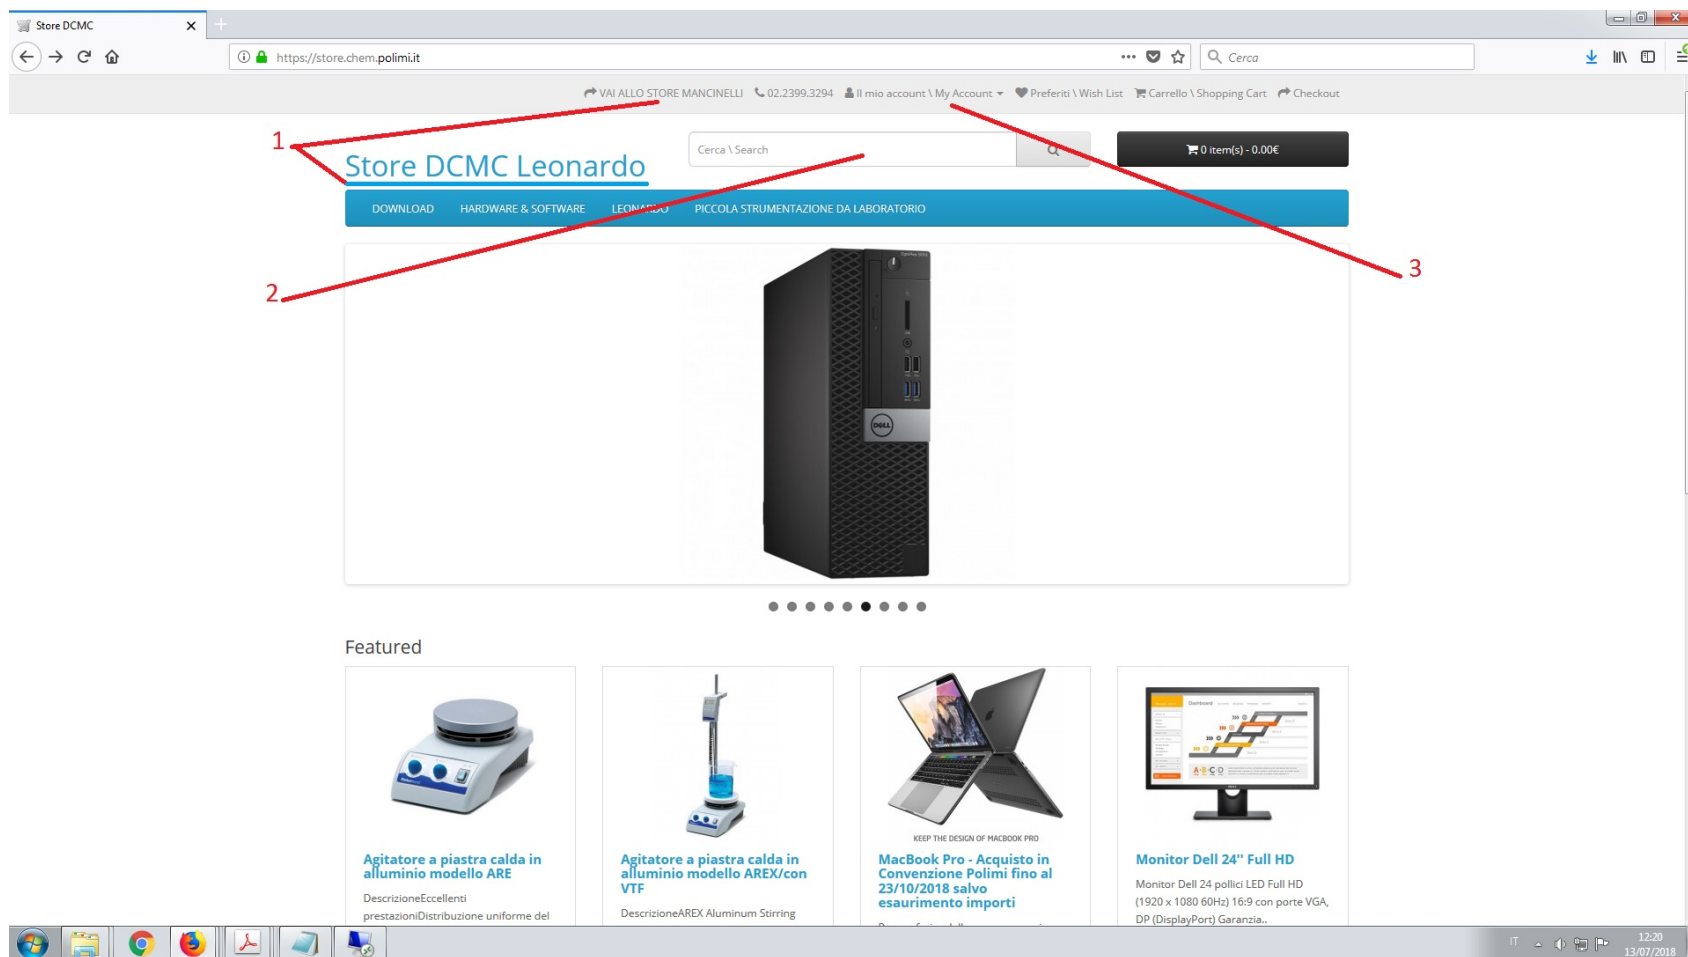 Store DCMC
https://store.chem.polimi.it
Cerca
VAI ALLO STORE MANCINELLI 02.2399.3294 Il mio account \ My Account Preferiti \ Wish List Carrello \ Shopping Cart Checkout
1
Store DCMC Leonardo
Cerca \ Search
0 item(s) - 0.00€
DOWNLOAD HARDWARE & SOFTWARE LEONARDO PICCOLA STRUMENTAZIONE DA LABORATORIO
2
3
DELL
Featured
KEEP THE DESIGN OF MACBOOK PRO
Agitatore a piastra calda in
alluminio modello ARE
DescrizioneEccellenti
prestazioniDistribuzione uniforme del
Agitatore a piastra calda in
alluminio modello AREX/con
VTF
DescrizioneAREX Aluminum Stirring
MacBook Pro - Acquisto in
Convenzione Polimi fino al
23/10/2018 salvo
esaurimento importi
Monitor Dell 24'' Full HD
Monitor Dell 24 pollici LED Full HD
(1920 x 1080 60Hz) 16:9 con porte VGA,
DP (DisplayPort) Garanzia..
Dashboard
A-B-C-D
IT
12:20
13/07/2018